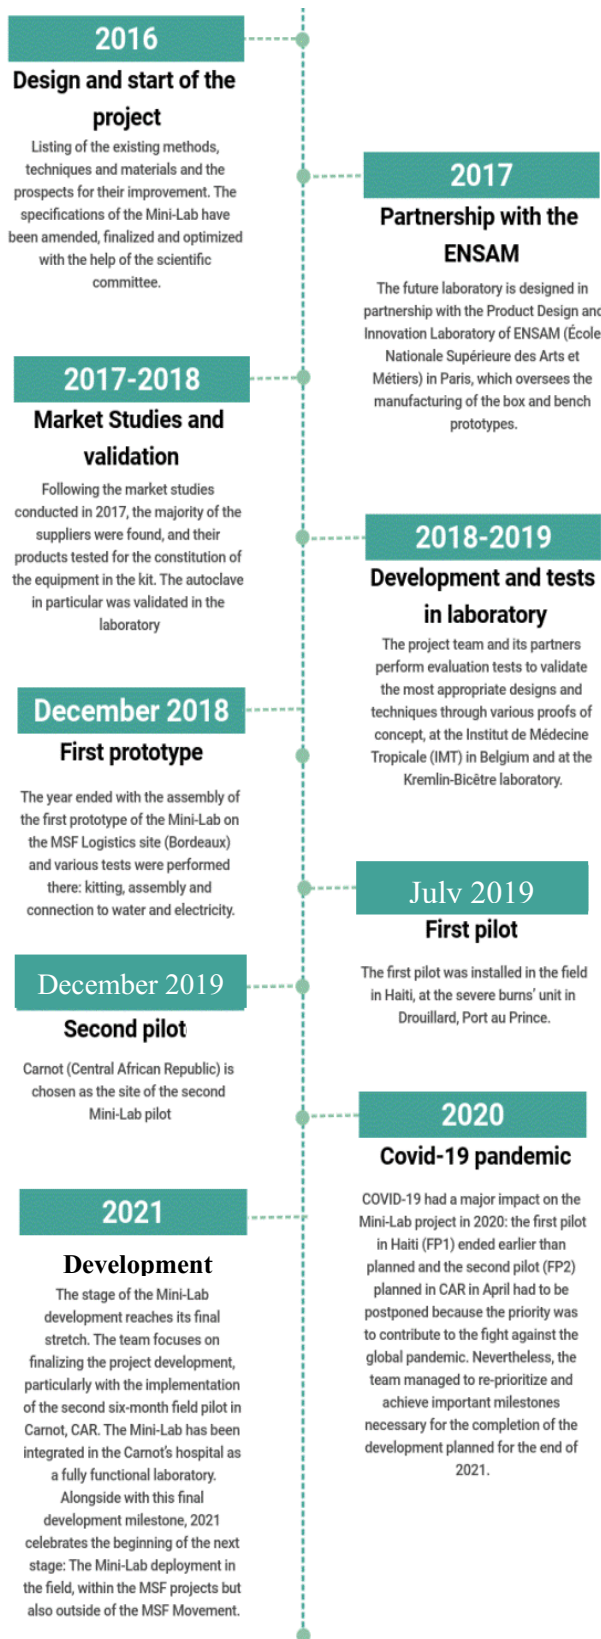 2016
Design and start of the
project
Listing of the existing methods,
techniques and materials and the
prospects for their improvement. The
specifications of the Mini-Lab have
been amended, finalized and optimized
with the help of the scientific
committee.
2017
Partnership with the
ENSAM
The future laboratory is designed in
partnership with the Product Design and
Innovation Laboratory of ENSAM (École
Nationale Supérieure des Arts et
Métiers) in Paris, which oversees the
manufacturing of the box and bench
prototypes.
2017-2018
Market Studies and
validation
Following the market studies
conducted in 2017, the majority of the
suppliers were found, and their
products tested for the constitution of
the equipment in the kit. The autoclave
in particular was validated in the
laboratory
2018-2019
Development and tests
in laboratory
The project team and its partners
perform evaluation tests to validate
the most appropriate designs and
techniques through various proofs of
concept, at the Institut de Médecine
Tropicale (IMT) in Belgium and at the
Kremlin-Bicêtre laboratory.
December 2018
First prototype
The year ended with the assembly of
the first prototype of the Mini-Lab on
the MSF Logistics site (Bordeaux)
and various tests were performed
there: kitting, assembly and
connection to water and electricity.
July 2019
First pilot
The first pilot was installed in the field
in Haiti, at the severe burns' unit in
Drouillard, Port au Prince.
December 2019
Second pilot
Carnot (Central African Republic) is
chosen as the site of the second
Mini-Lab pilot
2020
Covid-19 pandemic
COVID-19 had a major impact on the
Mini-Lab project in 2020: the first pilot
in Haiti (FP1) ended earlier than
planned and the second pilot (FP2)
planned in CAR in April had to be
postponed because the priority was
to contribute to the fight against the
global pandemic. Nevertheless, the
team managed to re-prioritize and
achieve important milestones
necessary for the completion of the
development planned for the end of
2021.
2021
Development
The stage of the Mini-Lab
development reaches its final
stretch. The team focuses on
finalizing the project development,
particularly with the implementation
of the second six-month field pilot in
Carnot, CAR. The Mini-Lab has been
integrated in the Carnot's hospital as
a fully functional laboratory.
Alongside with this final
development milestone, 2021
celebrates the beginning of the next
stage: The Mini-Lab deployment in
the field, within the MSF projects but
also outside of the MSF Movement.